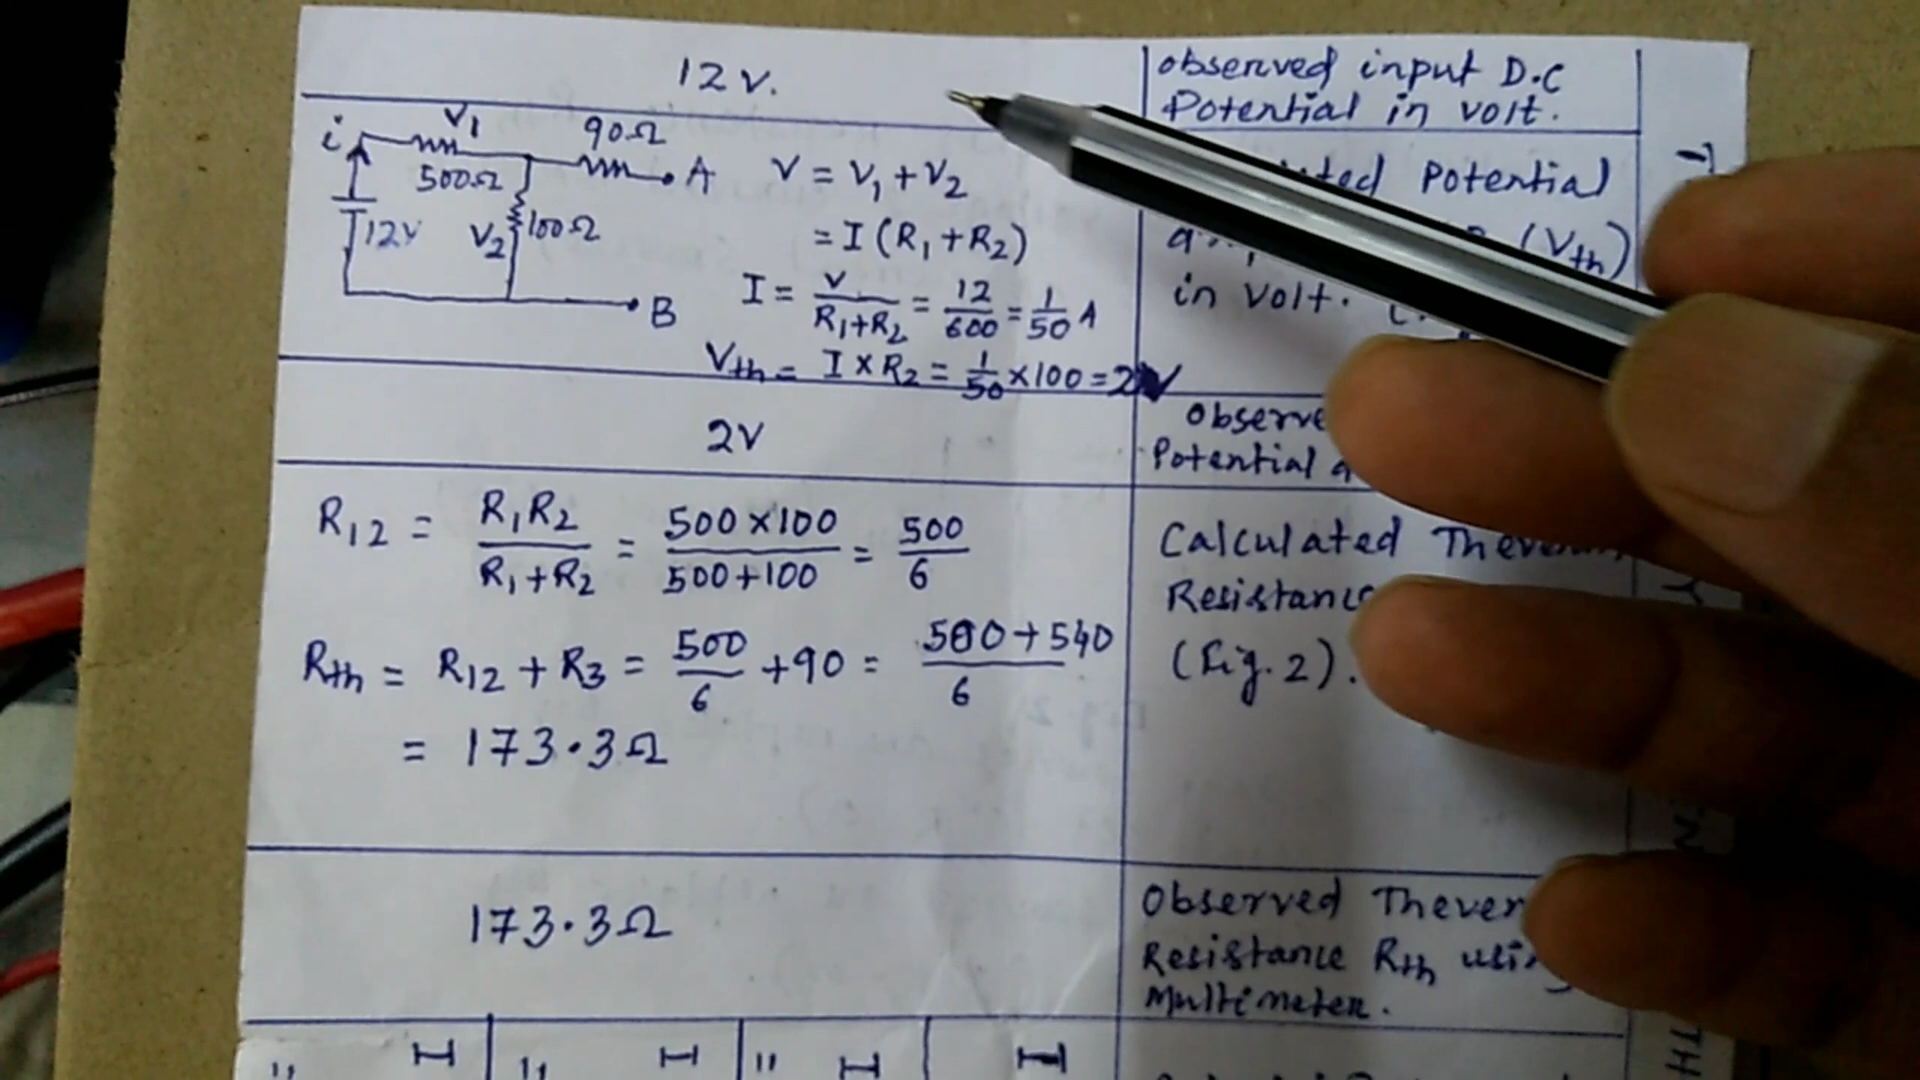 12 V.
observed input D.C
Potential in volt.
i
V1
90Ω
500Ω
A
12V
V2
100Ω
B
V = V1 + V2
= I (R1 + R2)
I = V/(R1+R2) = 12/600 = 1/50 A
Vth = I × R2 = 1/50 × 100 = 2V
Potential
(Vth)
in volt.
2V
Potential
R12 = R1R2/(R1+R2) = (500×100)/(500+100) = 500/6
Rth = R12 + R3 = 500/6 + 90 = (500+540)/6
= 173.3Ω
Calculated
(Fig. 2).
173.3Ω
Observed
Resistance Rth
Multimeter.
I
I
I
I